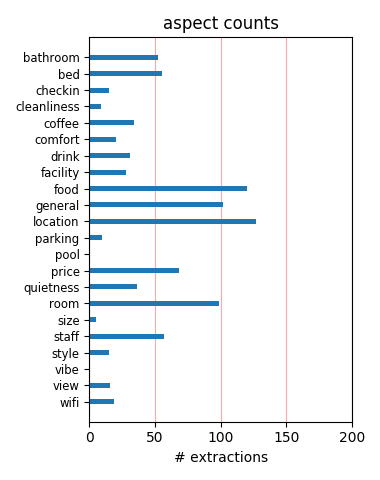 aspect counts
bathroom
bed
checkin
cleanliness
coffee
comfort
drink
facility
food
general
location
parking
pool
price
quietness
room
size
staff
style
vibe
view
wifi
0 50 100 150 200
# extractions